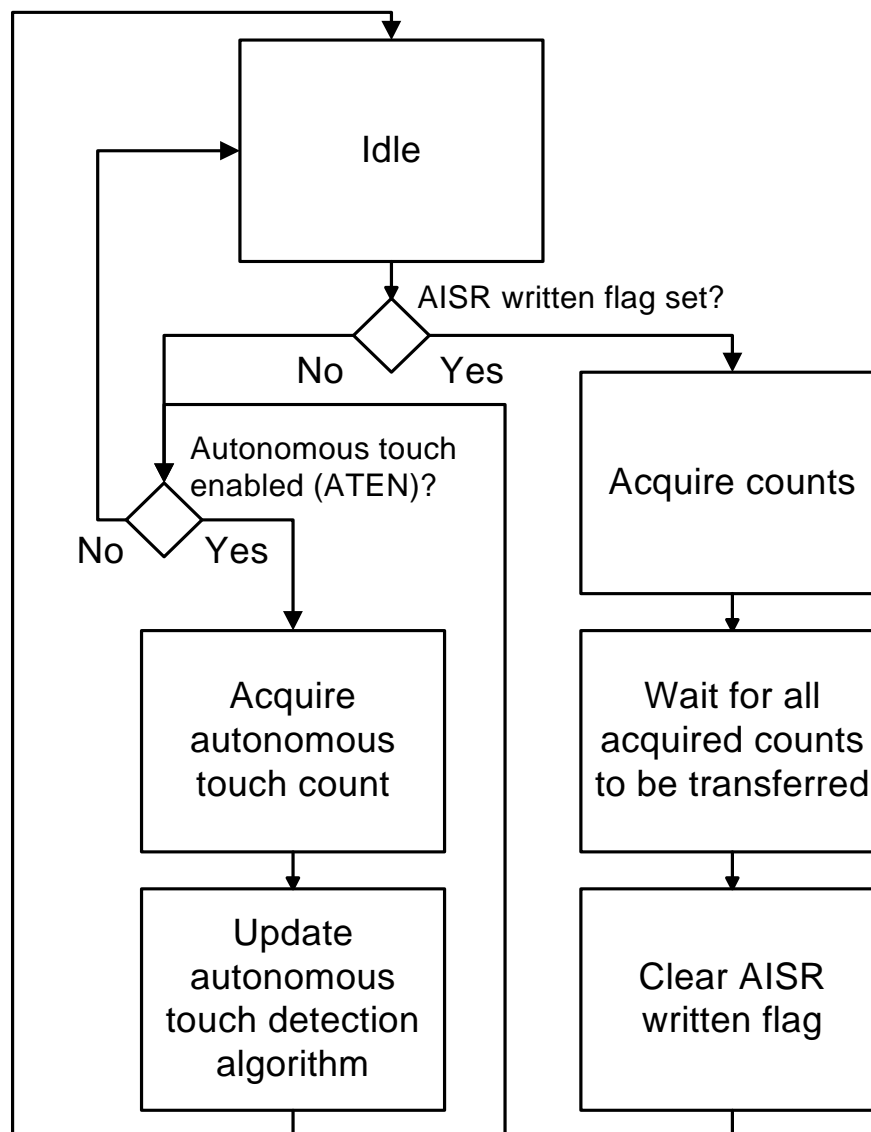 Idle
AISR written flag set?
No
Yes
Autonomous touch
enabled (ATEN)?
No
Yes
Acquire counts
Acquire
autonomous
touch count
Wait for all
acquired counts
to be transferred
Update
autonomous
touch detection
algorithm
Clear AISR
written flag